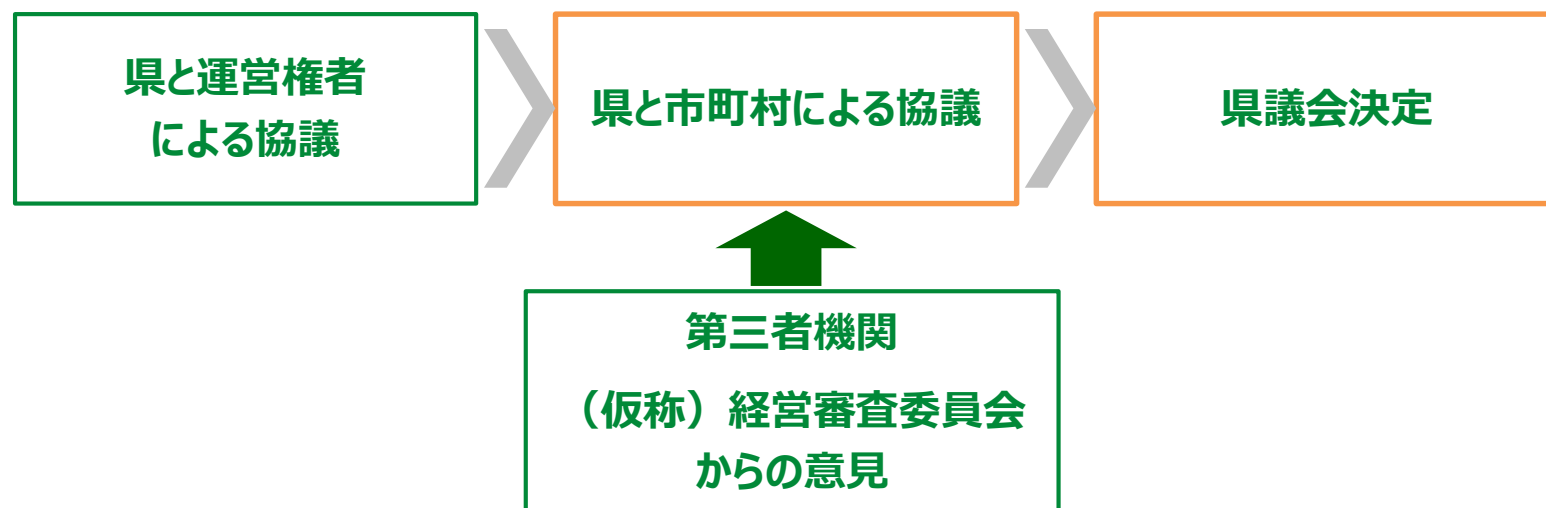 県と運営権者
による協議
県と市町村による協議
県議会決定
第三者機関
（仮称）経営審査委員会
からの意見